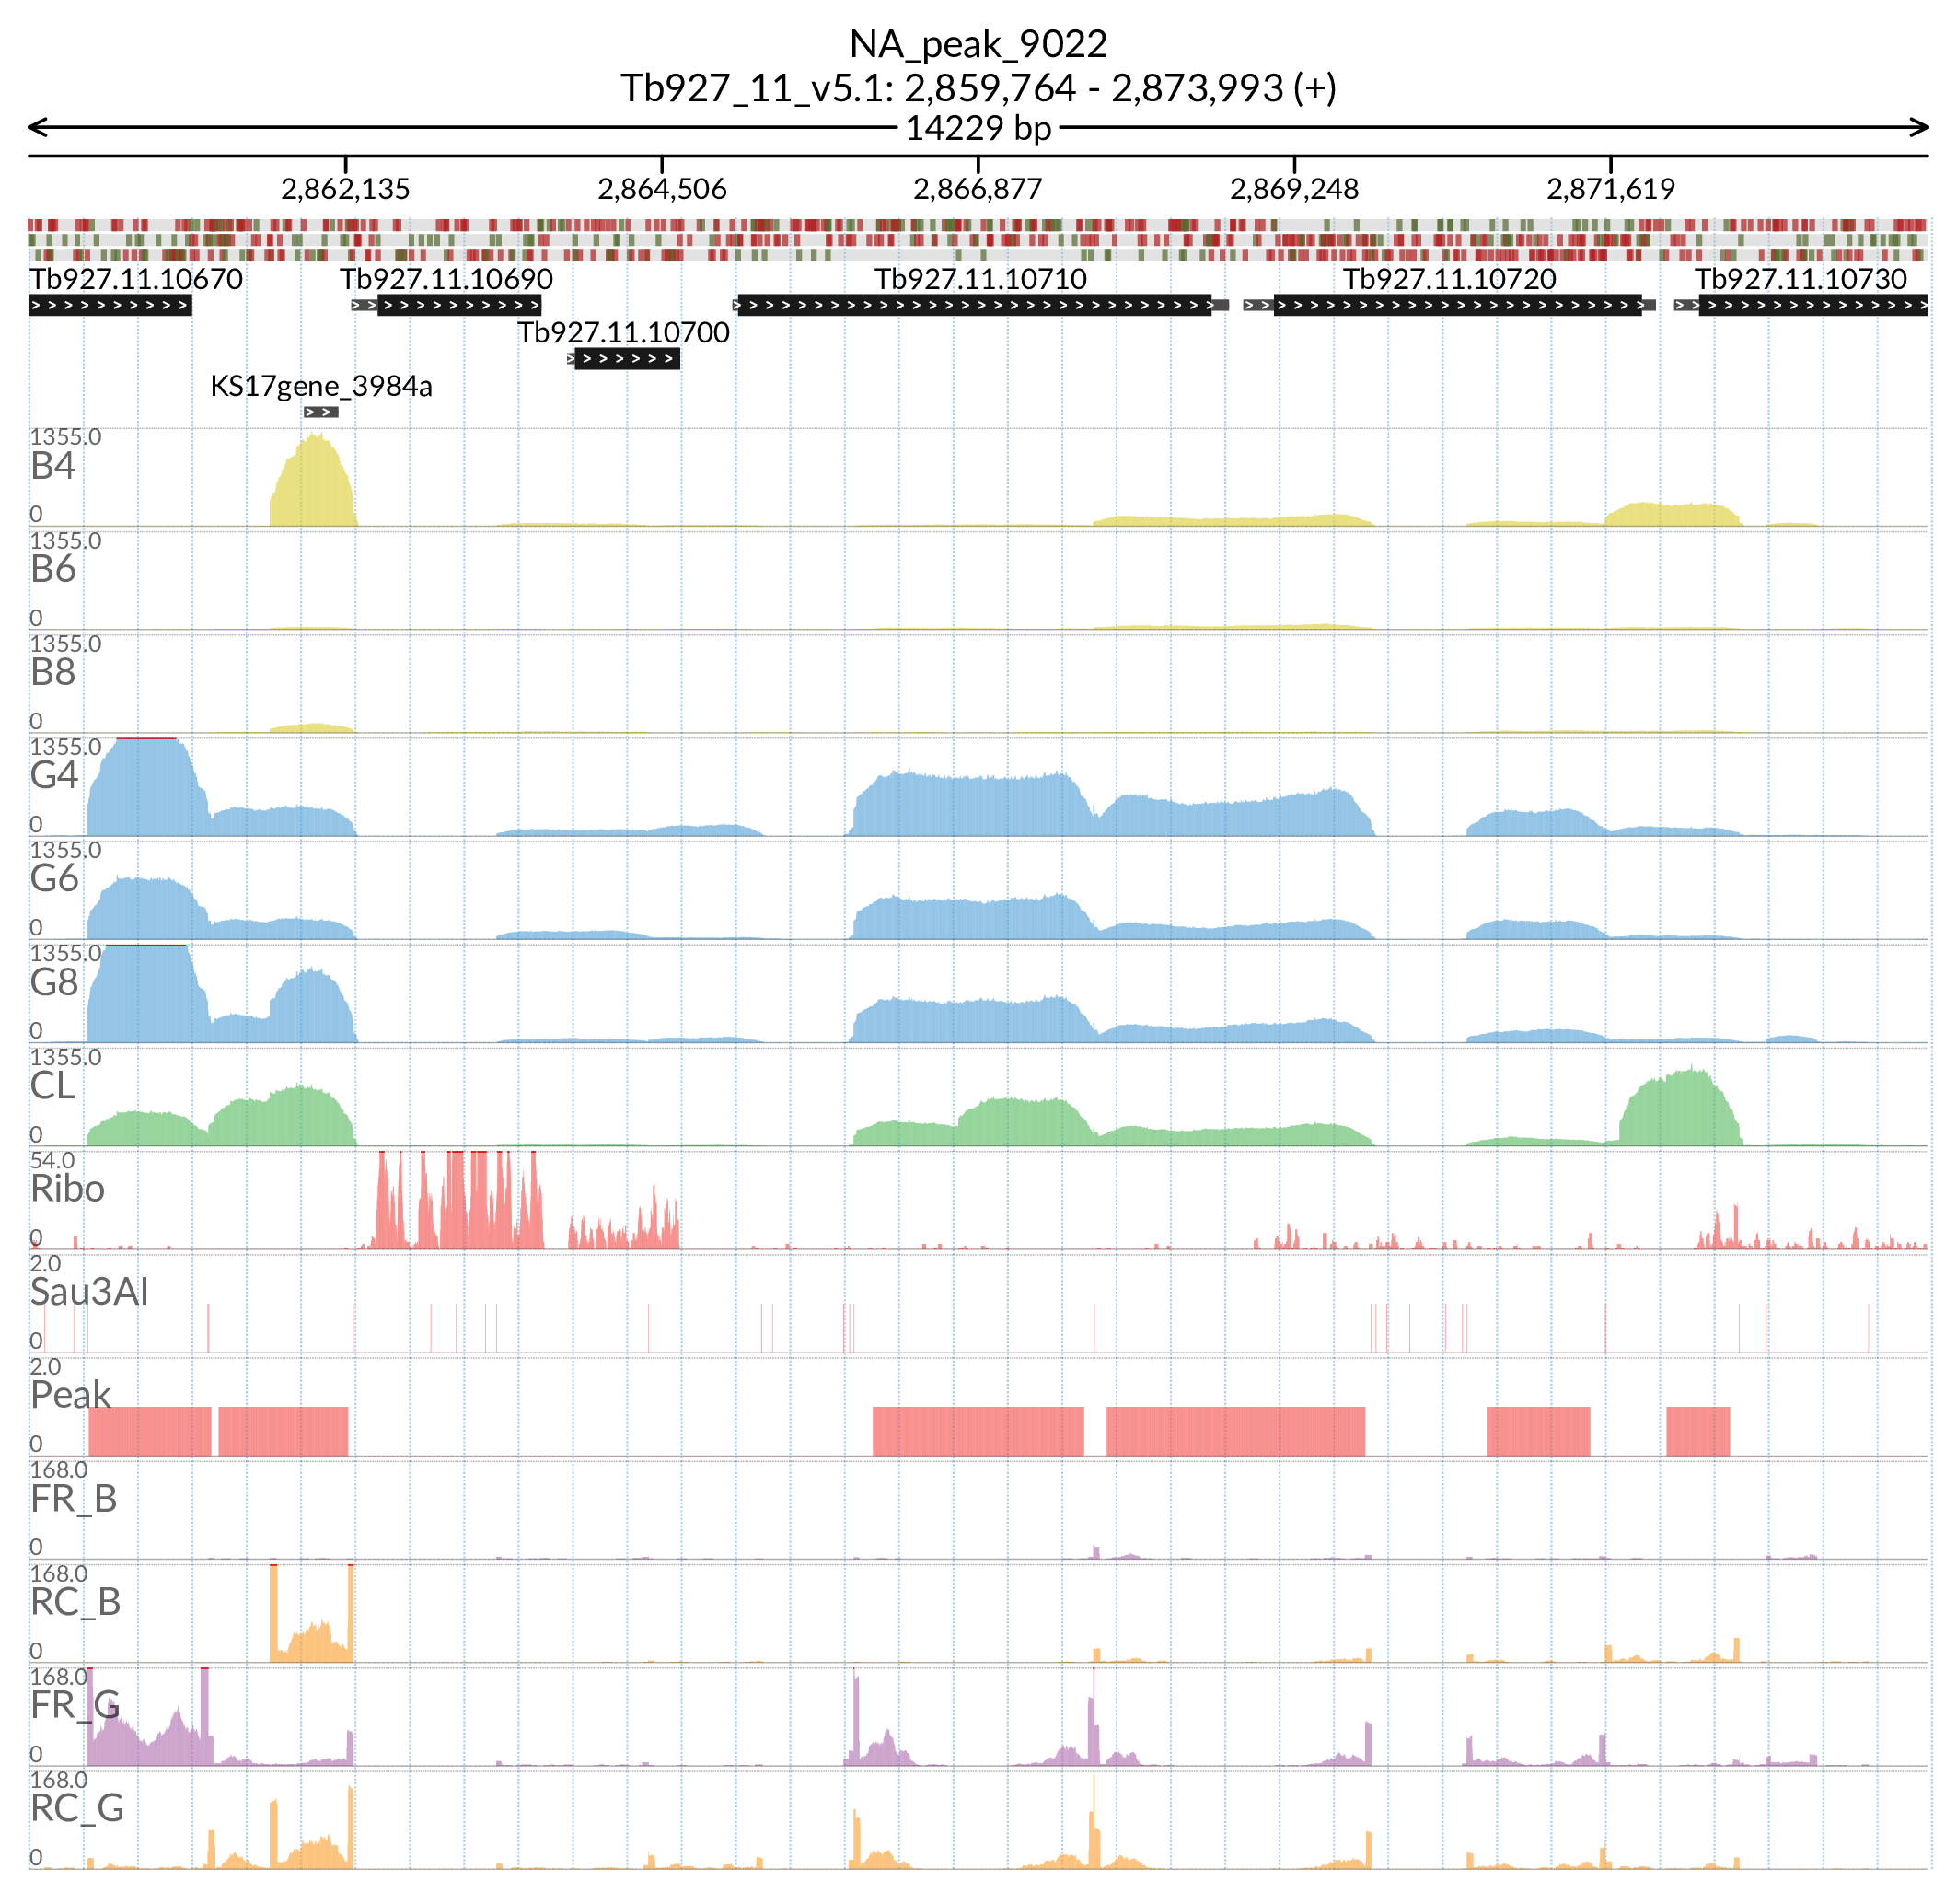 NA_peak_9022
Tb927_11_v5.1: 2,859,764 - 2,873,993 (+)
14229 bp
2,862,135 2,864,506 2,866,877 2,869,248 2,871,619
Tb927.11.10670 Tb927.11.10690 Tb927.11.10710 Tb927.11.10720 Tb927.11.10730
Tb927.11.10700
KS17gene_3984a
1355.0
B4
0
1355.0
B6
0
1355.0
B8
0
1355.0
G4
0
1355.0
G6
0
1355.0
G8
0
1355.0
CL
0
54.0
Ribo
0
2.0
Sau3AI
0
2.0
Peak
0
168.0
FR_B
0
168.0
RC_B
0
168.0
FR_G
0
168.0
RC_G
0